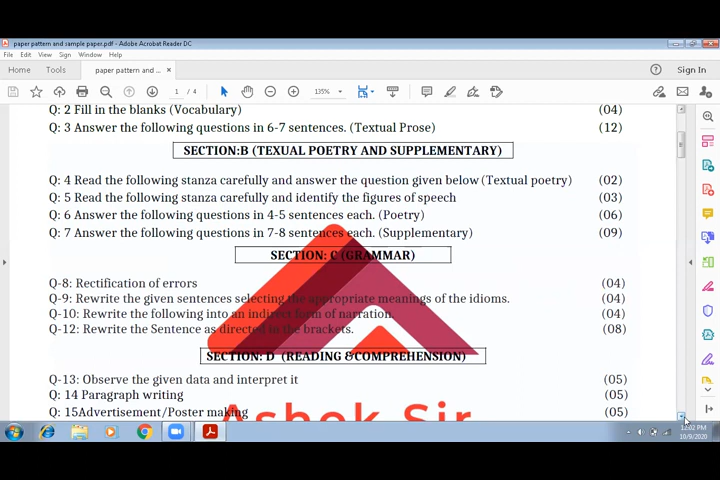 paper pattern and sample paper.pdf - Adobe Acrobat Reader DC
File Edit View Sign Window Help
Home Tools paper pattern and ... × Sign In
1 / 4 135%
Q: 2 Fill in the blanks (Vocabulary) (04)
Q: 3 Answer the following questions in 6-7 sentences. (Textual Prose) (12)
SECTION:B (TEXUAL POETRY AND SUPPLEMENTARY)
Q: 4 Read the following stanza carefully and answer the question given below (Textual poetry) (02)
Q: 5 Read the following stanza carefully and identify the figures of speech (03)
Q: 6 Answer the following questions in 4-5 sentences each. (Poetry) (06)
Q: 7 Answer the following questions in 7-8 sentences each. (Supplementary) (09)
SECTION: C (GRAMMAR)
Q-8: Rectification of errors (04)
Q-9: Rewrite the given sentences selecting the appropriate meanings of the idioms. (04)
Q-10: Rewrite the following into an indirect form of narration. (04)
Q-12: Rewrite the Sentence as directed in the brackets. (08)
SECTION: D (READING &COMPREHENSION)
Q-13: Observe the given data and interpret it (05)
Q: 14 Paragraph writing (05)
Q: 15Advertisement/Poster making (05)
Ashok Sir
12:02 PM
10/9/2020